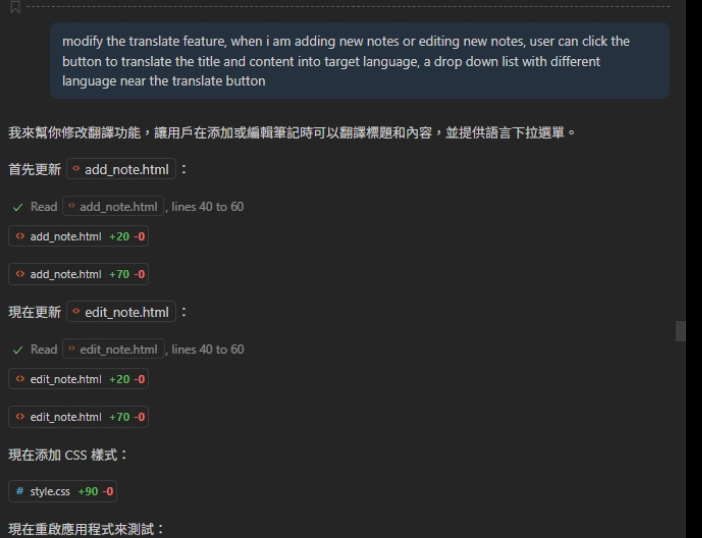 modify the translate feature, when i am adding new notes or editing new notes, user can click the
button to translate the title and content into target language, a drop down list with different
language near the translate button
我來幫你修改翻譯功能，讓用戶在添加或編輯筆記時可以翻譯標題和內容，並提供語言下拉選單。
首先更新 <> add_note.html ：
✓ Read <> add_note.html , lines 40 to 60
<> add_note.html +20 -0
<> add_note.html +70 -0
現在更新 <> edit_note.html ：
✓ Read <> edit_note.html , lines 40 to 60
<> edit_note.html +20 -0
<> edit_note.html +70 -0
現在添加 CSS 樣式：
# style.css +90 -0
現在重啟應用程式來測試：